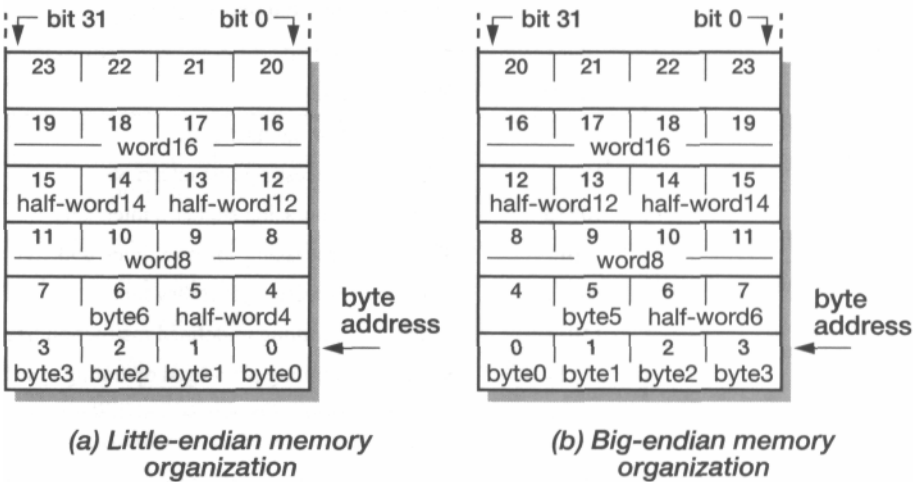 bit 31 bit 0
23 22 21 20
19 18 17 16
word16
15 14 13 12
half-word14 half-word12
11 10 9 8
word8
7 6 5 4
byte6 half-word4
3 2 1 0
byte3 byte2 byte1 byte0
byte
address
(a) Little-endian memory
organization
bit 31 bit 0
20 21 22 23
16 17 18 19
word16
12 13 14 15
half-word12 half-word14
8 9 10 11
word8
4 5 6 7
byte5 half-word6
0 1 2 3
byte0 byte1 byte2 byte3
byte
address
(b) Big-endian memory
organization